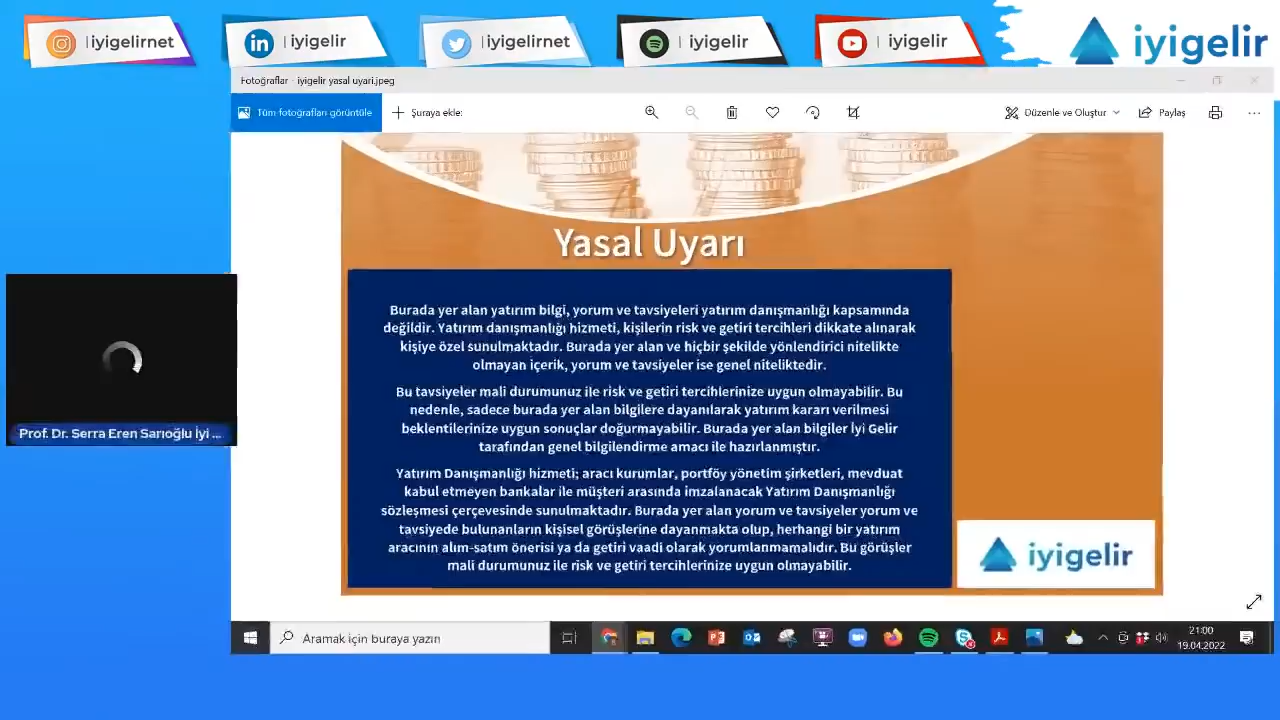 iyigelirnet
iyigelir
iyigelirnet
iyigelir
iyigelir
iyigelir
Fotoğraflar - iyigelir yasal uyari.jpeg
Tüm fotoğrafları görüntüle
Şuraya ekle:
Düzenle ve Oluştur
Paylaş
Yasal Uyarı
Burada yer alan yatırım bilgi, yorum ve tavsiyeleri yatırım danışmanlığı kapsamında
değildir. Yatırım danışmanlığı hizmeti, kişilerin risk ve getiri tercihleri dikkate alınarak
kişiye özel sunulmaktadır. Burada yer alan ve hiçbir şekilde yönlendirici nitelikte
olmayan içerik, yorum ve tavsiyeler ise genel niteliktedir.
Bu tavsiyeler mali durumunuz ile risk ve getiri tercihlerinize uygun olmayabilir. Bu
nedenle, sadece burada yer alan bilgilere dayanılarak yatırım kararı verilmesi
beklentilerinize uygun sonuçlar doğurmayabilir. Burada yer alan bilgiler İyi Gelir
tarafından genel bilgilendirme amacı ile hazırlanmıştır.
Yatırım Danışmanlığı hizmeti; aracı kurumlar, portföy yönetim şirketleri, mevduat
kabul etmeyen bankalar ile müşteri arasında imzalanacak Yatırım Danışmanlığı
sözleşmesi çerçevesinde sunulmaktadır. Burada yer alan yorum ve tavsiyeler yorum ve
tavsiyede bulunanların kişisel görüşlerine dayanmakta olup, herhangi bir yatırım
aracının alım-satım önerisi ya da getiri vaadi olarak yorumlanmamalıdır. Bu görüşler
mali durumunuz ile risk ve getiri tercihlerinize uygun olmayabilir.
iyigelir
Prof. Dr. Serra Eren Sarıoğlu İyi ...
Aramak için buraya yazın
21:00
19.04.2022